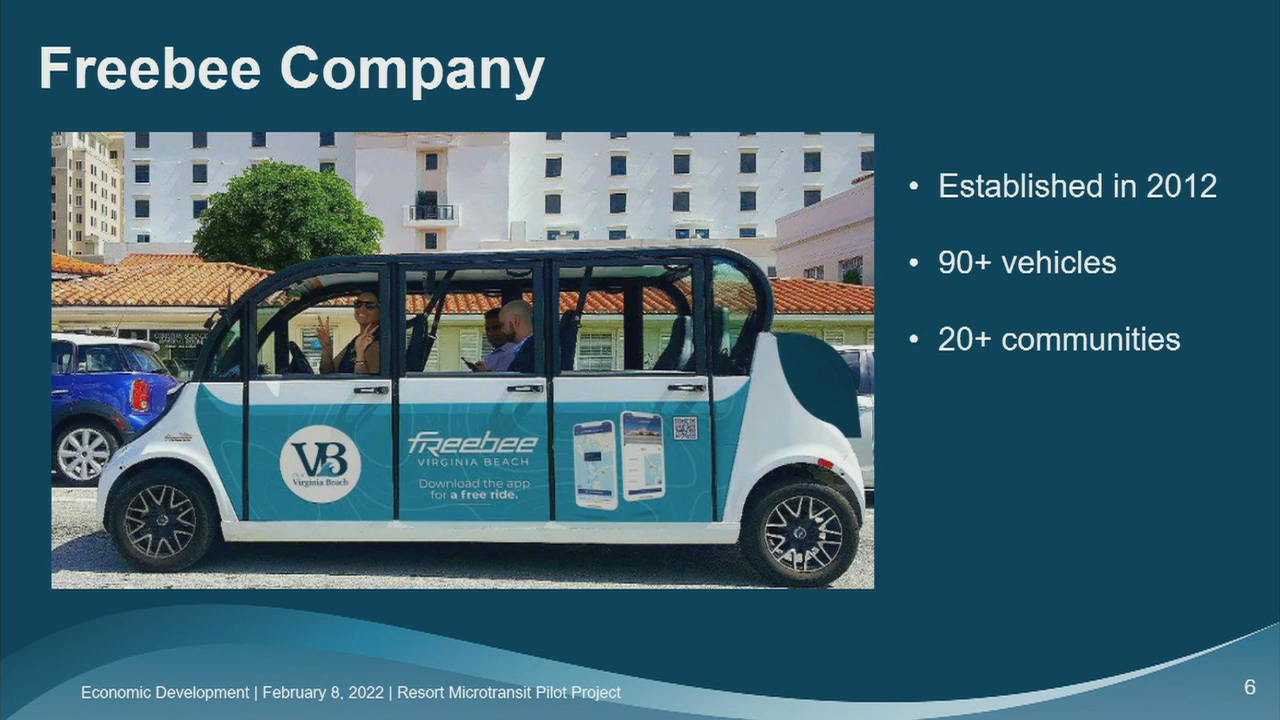 Freebee Company
• Established in 2012
• 90+ vehicles
• 20+ communities
VB
Virginia Beach
freebee
VIRGINIA BEACH
Download the app
for a free ride.
Economic Development | February 8, 2022 | Resort Microtransit Pilot Project
6